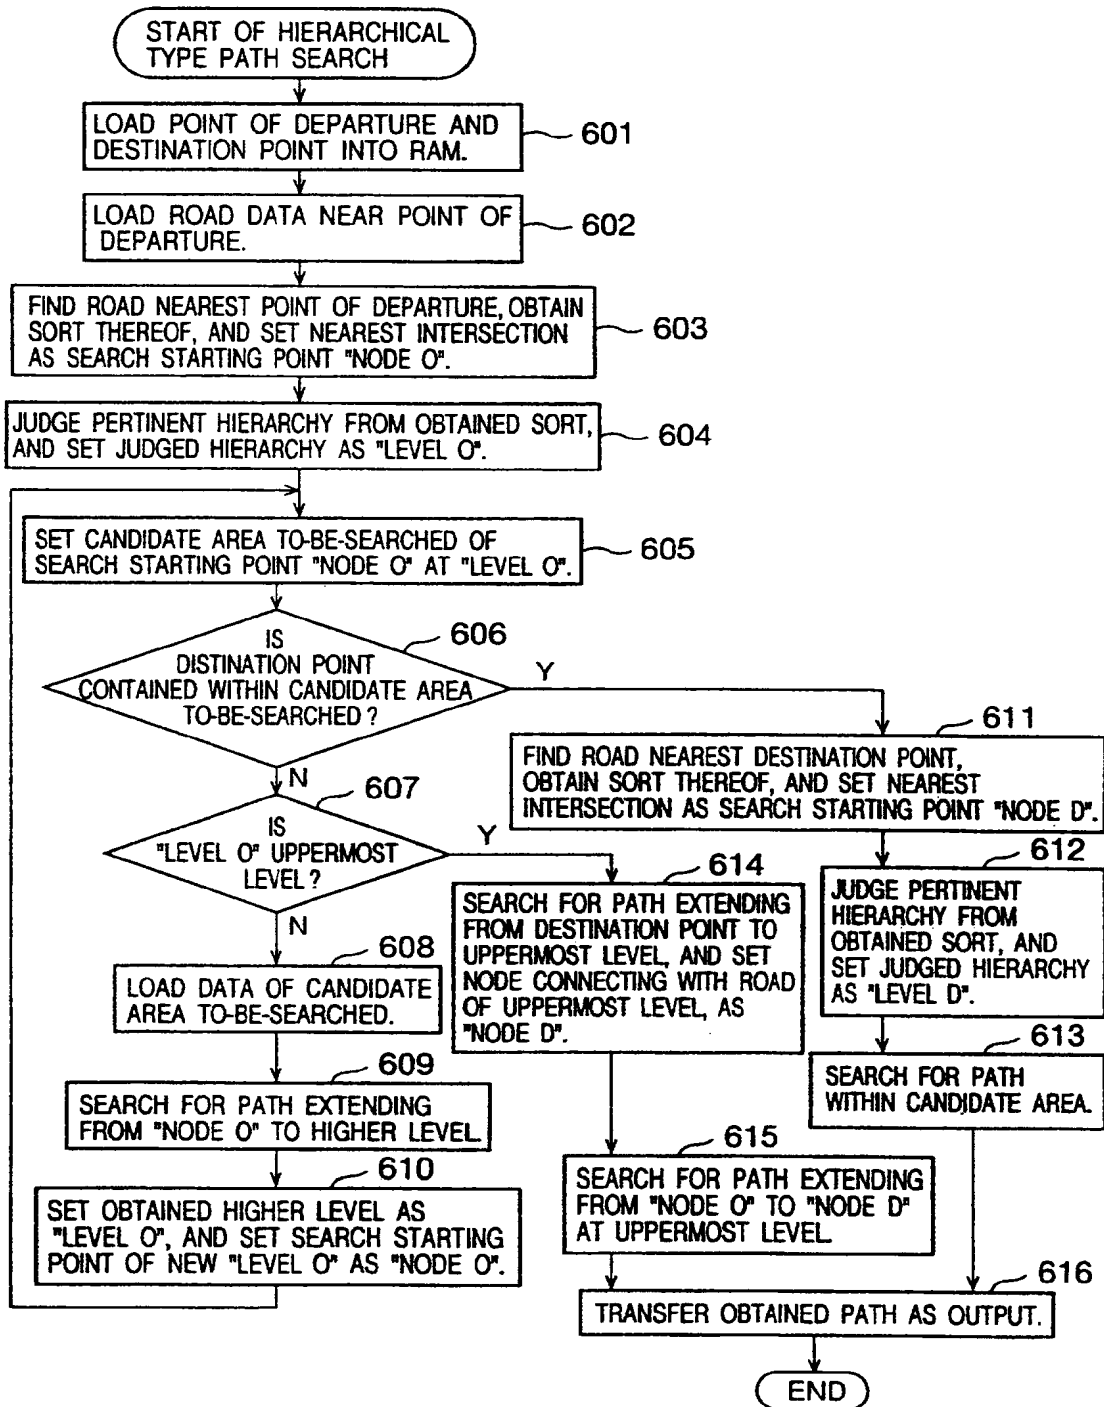 START OF HIERARCHICAL
TYPE PATH SEARCH
LOAD POINT OF DEPARTURE AND
DESTINATION POINT INTO RAM.
601
LOAD ROAD DATA NEAR POINT OF
DEPARTURE.
602
FIND ROAD NEAREST POINT OF DEPARTURE, OBTAIN
SORT THEREOF, AND SET NEAREST INTERSECTION
AS SEARCH STARTING POINT "NODE O".
603
JUDGE PERTINENT HIERARCHY FROM OBTAINED SORT,
AND SET JUDGED HIERARCHY AS "LEVEL O".
604
SET CANDIDATE AREA TO-BE-SEARCHED OF
SEARCH STARTING POINT "NODE O" AT "LEVEL O".
605
606
IS
DISTINATION POINT
CONTAINED WITHIN CANDIDATE AREA
TO-BE-SEARCHED?
Y
N
607
IS
"LEVEL O" UPPERMOST
LEVEL?
Y
N
608
LOAD DATA OF CANDIDATE
AREA TO-BE-SEARCHED.
609
SEARCH FOR PATH EXTENDING
FROM "NODE O" TO HIGHER LEVEL.
610
SET OBTAINED HIGHER LEVEL AS
"LEVEL O", AND SET SEARCH STARTING
POINT OF NEW "LEVEL O" AS "NODE O".
611
FIND ROAD NEAREST DESTINATION POINT,
OBTAIN SORT THEREOF, AND SET NEAREST
INTERSECTION AS SEARCH STARTING POINT "NODE D".
612
JUDGE PERTINENT
HIERARCHY FROM
OBTAINED SORT, AND
SET JUDGED HIERARCHY
AS "LEVEL D".
613
SEARCH FOR PATH
WITHIN CANDIDATE AREA.
614
SEARCH FOR PATH EXTENDING
FROM DESTINATION POINT TO
UPPERMOST LEVEL, AND SET
NODE CONNECTING WITH ROAD
OF UPPERMOST LEVEL, AS
"NODE D".
615
SEARCH FOR PATH EXTENDING
FROM "NODE O" TO "NODE D"
AT UPPERMOST LEVEL.
616
TRANSFER OBTAINED PATH AS OUTPUT.
END